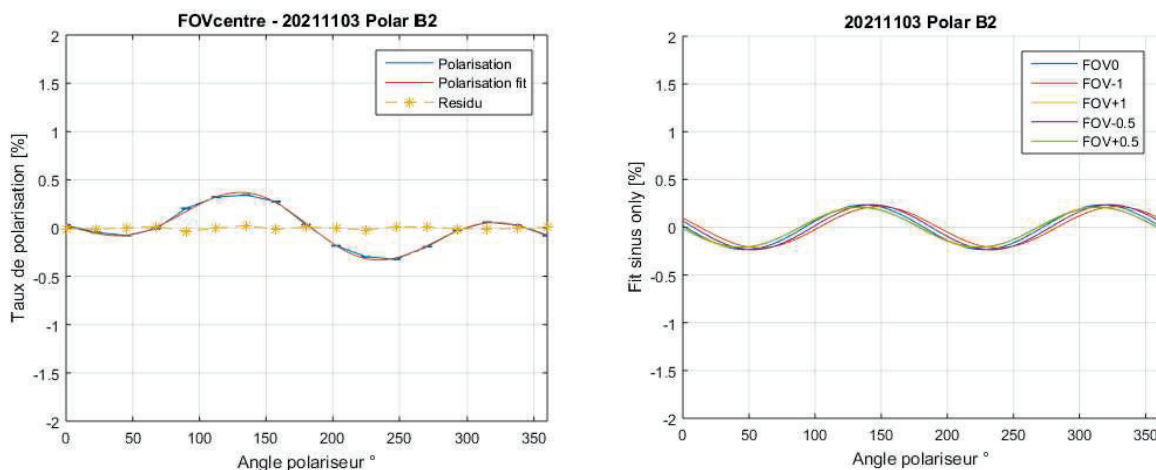 FOVcentre - 20211103 Polar B2
2
1.5
1
0.5
0
-0.5
-1
-1.5
-2
Taux de polarisation [%]
Polarisation
Polarisation fit
Residu
0
50
100
150
200
250
300
350
Angle polariseur °
20211103 Polar B2
2
1.5
1
0.5
0
-0.5
-1
-1.5
-2
Fit sinus only [%]
FOV0
FOV-1
FOV+1
FOV-0.5
FOV+0.5
0
50
100
150
200
250
300
350
Angle polariseur °